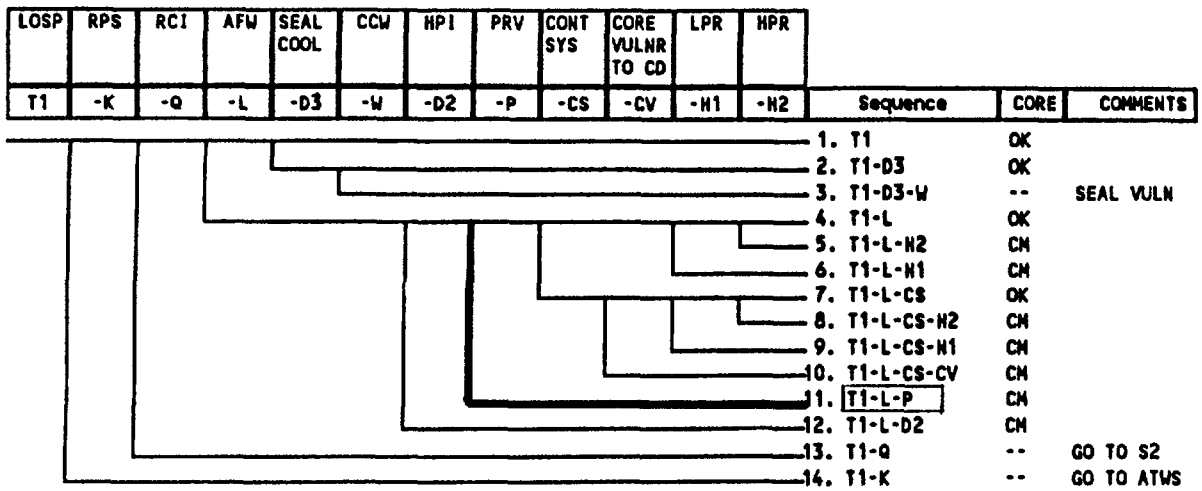 LOSP RPS RCI AFW SEAL COOL CCW HPI PRV CONT SYS CORE VULNR TO CD LPR HPR
T1 -K -Q -L -D3 -W -D2 -P -CS -CV -H1 -H2 Sequence CORE COMMENTS
1. T1 OK
2. T1-D3 OK
3. T1-D3-W -- SEAL VULN
4. T1-L OK
5. T1-L-H2 CM
6. T1-L-H1 CM
7. T1-L-CS OK
8. T1-L-CS-H2 CM
9. T1-L-CS-H1 CM
10. T1-L-CS-CV CM
11. T1-L-P CM
12. T1-L-D2 CM
13. T1-Q -- GO TO S2
14. T1-K -- GO TO ATWS